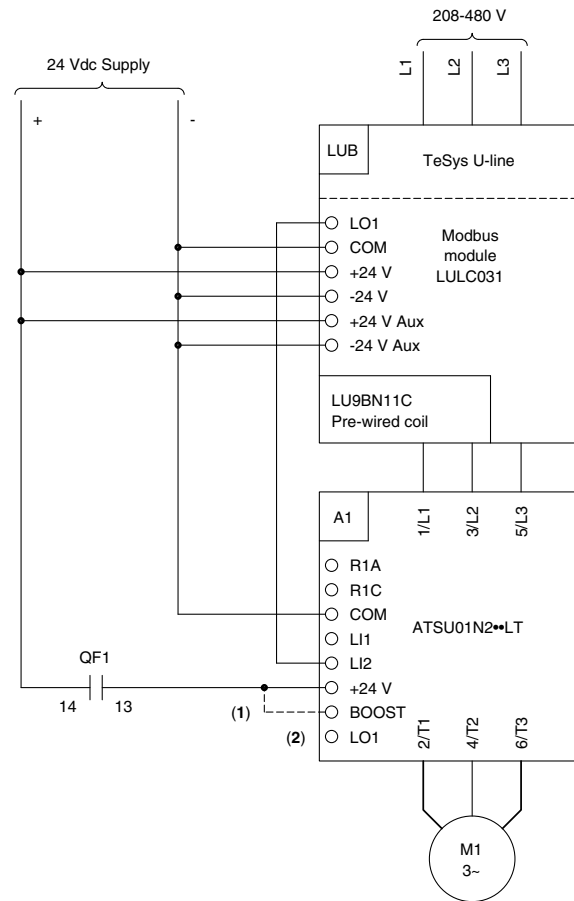 208-480 V
24 Vdc Supply
L1
L2
L3
+
-
LUB
TeSys U-line
LO1
COM
+24 V
-24 V
+24 V Aux
-24 V Aux
Modbus
module
LULC031
LU9BN11C
Pre-wired coil
A1
1/L1
3/L2
5/L3
R1A
R1C
COM
LI1
LI2
+24 V
BOOST
LO1
ATSU01N2••LT
QF1
14
13
(1)
(2)
2/T1
4/T2
6/T3
M1
3~